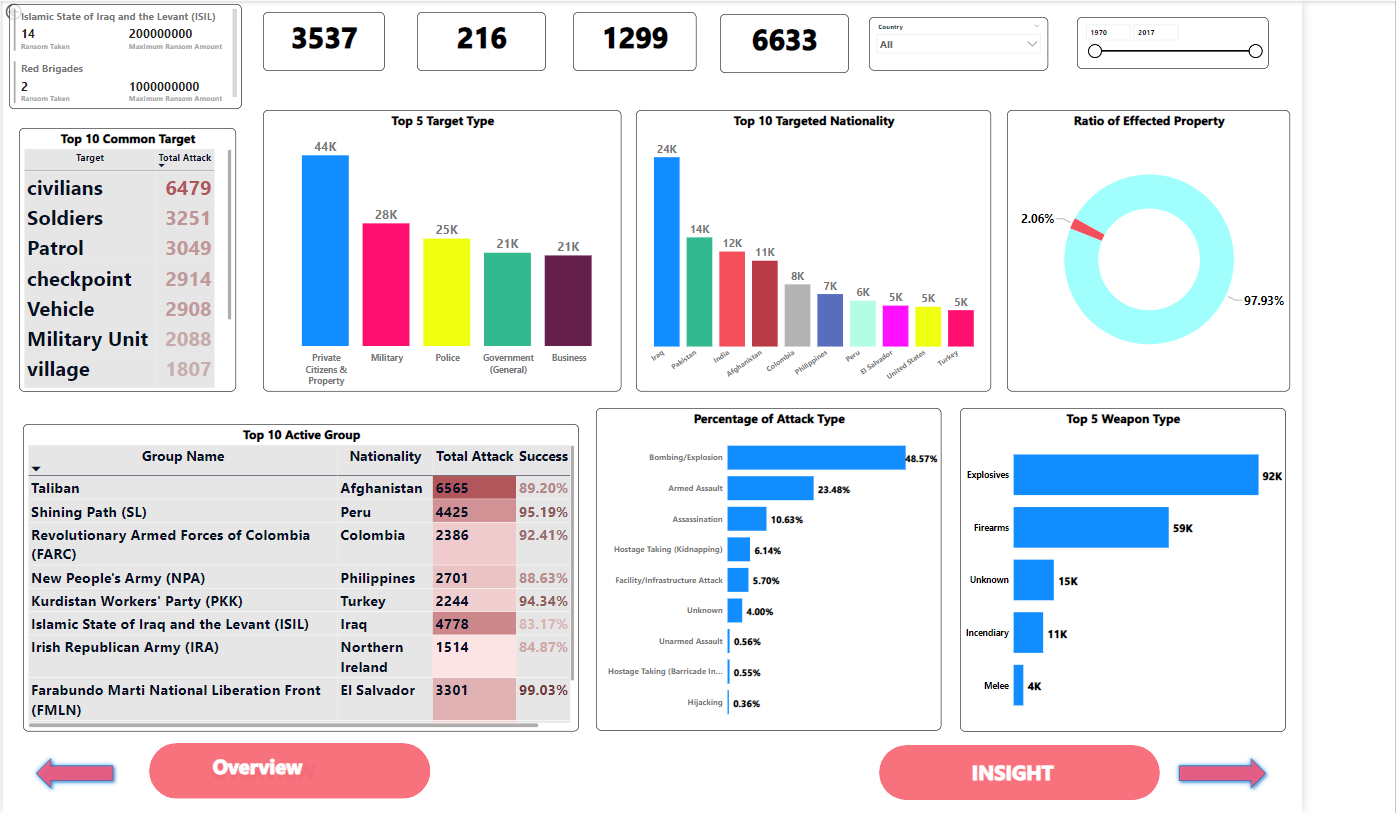 Islamic State of Iraq and the Levant (ISIL)
14
200000000
Ransom Taken
Maximum Ransom Amount
Red Brigades
2
1000000000
Ransom Taken
Maximum Ransom Amount
3537
216
1299
6633
Country
All
1970
2017
Top 10 Common Target
Target
Total Attack
civilians 6479
Soldiers 3251
Patrol 3049
checkpoint 2914
Vehicle 2908
Military Unit 2088
village 1807
Top 5 Target Type
44K
28K
25K
21K
21K
Private
Citizens &
Property
Military
Police
Government
(General)
Business
Top 10 Targeted Nationality
24K
14K
12K
11K
8K
7K
6K
5K
5K
5K
Iraq
Pakistan
India
Afghanistan
Colombia
Philippines
Peru
El Salvador
United States
Turkey
Ratio of Effected Property
2.06%
97.93%
Top 10 Active Group
Group Name Nationality Total Attack Success
Taliban Afghanistan 6565 89.20%
Shining Path (SL) Peru 4425 95.19%
Revolutionary Armed Forces of Colombia Colombia 2386 92.41%
(FARC)
New People's Army (NPA) Philippines 2701 88.63%
Kurdistan Workers' Party (PKK) Turkey 2244 94.34%
Islamic State of Iraq and the Levant (ISIL) Iraq 4778 83.17%
Irish Republican Army (IRA) Northern 1514 84.87%
Ireland
Farabundo Marti National Liberation Front El Salvador 3301 99.03%
(FMLN)
Percentage of Attack Type
Bombing/Explosion 48.57%
Armed Assault 23.48%
Assassination 10.63%
Hostage Taking (Kidnapping) 6.14%
Facility/Infrastructure Attack 5.70%
Unknown 4.00%
Unarmed Assault 0.56%
Hostage Taking (Barricade In... 0.55%
Hijacking 0.36%
Top 5 Weapon Type
Explosives 92K
Firearms 59K
Unknown 15K
Incendiary 11K
Melee 4K
Overview
INSIGHT